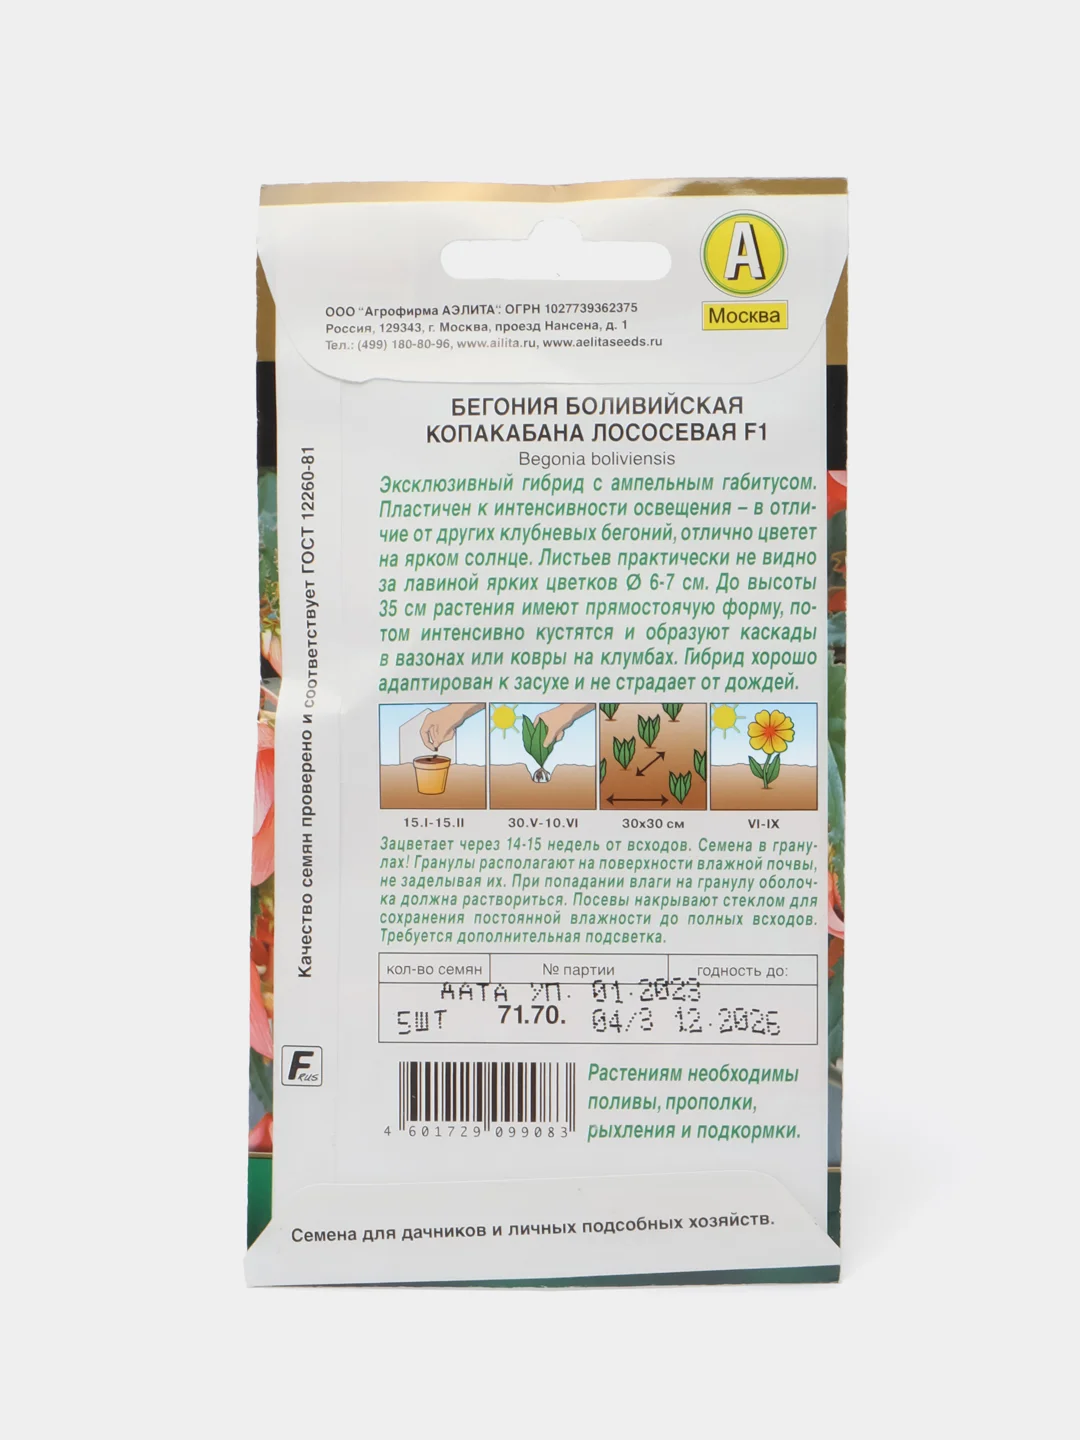 А
Москва
ООО "Агрофирма АЭЛИТА": ОГРН 1027739362375
Россия, 129343, г. Москва, проезд Нансена, д. 1
Тел.: (499) 180-80-96, www.ailita.ru, www.aelitaseeds.ru
БЕГОНИЯ БОЛИВИЙСКАЯ
КОПАКАБАНА ЛОСОСЕВАЯ F1
Begonia boliviensis
Эксклюзивный гибрид с ампельным габитусом.
Пластичен к интенсивности освещения – в отли-
чие от других клубневых бегоний, отлично цветет
на ярком солнце. Листьев практически не видно
за лавиной ярких цветков Ø 6-7 см. До высоты
35 см растения имеют прямостоячую форму, по-
том интенсивно кустятся и образуют каскады
в вазонах или ковры на клумбах. Гибрид хорошо
адаптирован к засухе и не страдает от дождей.
15.I-15.II
30.V-10.VI
30х30 см
VI-IX
Зацветает через 14-15 недель от всходов. Семена в грану-
лах! Гранулы располагают на поверхности влажной почвы,
не заделывая их. При попадании влаги на гранулу оболоч-
ка должна раствориться. Посевы накрывают стеклом для
сохранения постоянной влажности до полных всходов.
Требуется дополнительная подсветка.
кол-во семян № партии годность до:
ДАТА УП. 01.2023
5ШТ 71.70. 04/3 12.2026
4 601729 099083
Растениям необходимы
поливы, прополки,
рыхления и подкормки.
Качество семян проверено и соответствует ГОСТ 12260-81
F RUS
Семена для дачников и личных подсобных хозяйств.